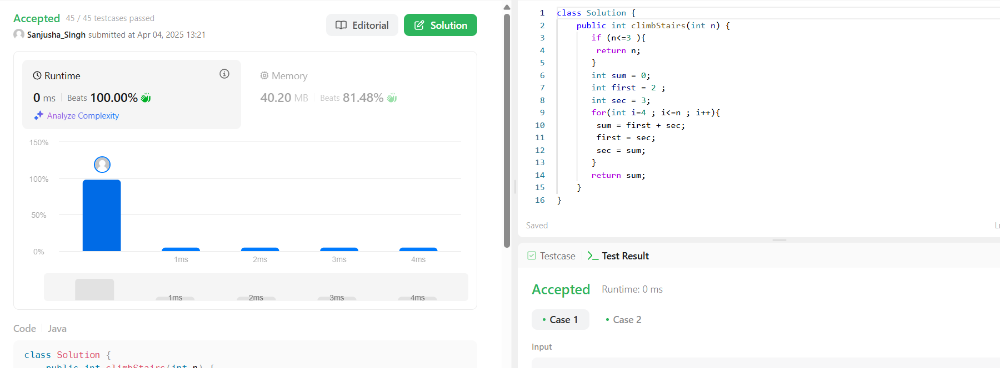 Accepted 45 / 45 testcases passed
Sanjusha_Singh submitted at Apr 04, 2025 13:21
Editorial
Solution
Runtime
0 ms Beats 100.00%
Analyze Complexity
Memory
40.20 MB Beats 81.48%
150%
100%
50%
0%
1ms 2ms 3ms 4ms
1ms 2ms 3ms 4ms
Code Java
class Solution {
public int climbStairs(int n) {
1 class Solution {
2 public int climbStairs(int n) {
3 if (n<=3 ){
4 return n;
5 }
6 int sum = 0;
7 int first = 2 ;
8 int sec = 3;
9 for(int i=4 ; i<=n ; i++){
10 sum = first + sec;
11 first = sec;
12 sec = sum;
13 }
14 return sum;
15 }
16 }
Saved
Testcase Test Result
Accepted Runtime: 0 ms
Case 1 Case 2
Input